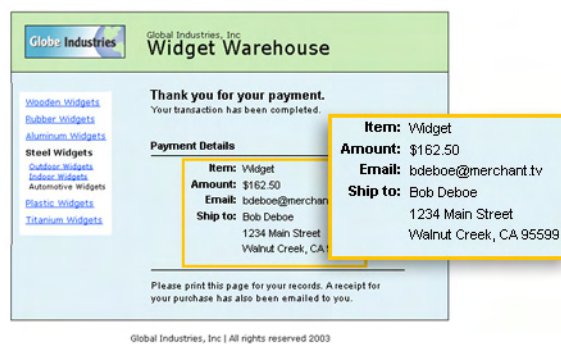 Globe Industries
Global Industries, Inc
Widget Warehouse
Wooden Widgets
Rubber Widgets
Aluminum Widgets
Steel Widgets
Outdoor Widgets
Indoor Widgets
Automotive Widgets
Plastic Widgets
Titanium Widgets
Thank you for your payment.
Your transaction has been completed.
Payment Details
Item: Widget
Amount: $162.50
Email: bdeboe@merchan
Ship to: Bob Deboe
1234 Main Street
Walnut Creek, CA
Please print this page for your records. A receipt for
your purchase has also been emailed to you.
Item: Widget
Amount: $162.50
Email: bdeboe@merchant.tv
Ship to: Bob Deboe
1234 Main Street
Walnut Creek, CA 95599
Global Industries, Inc | All rights reserved 2003